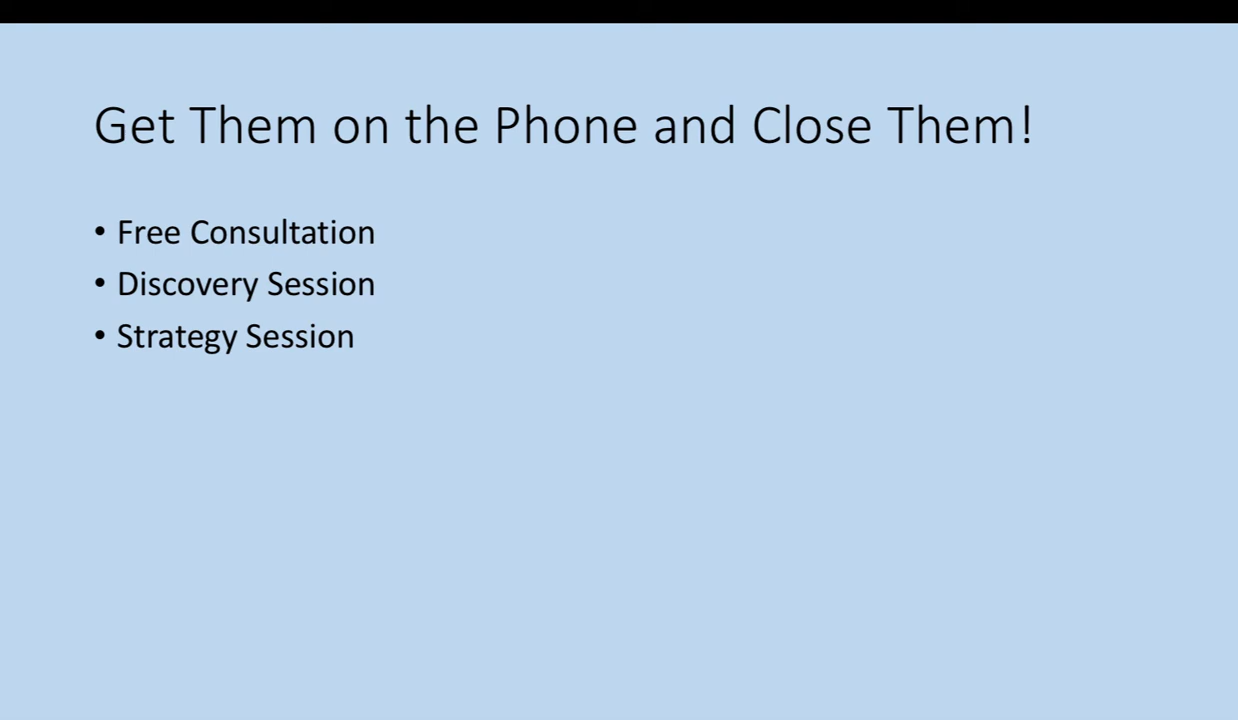 Get Them on the Phone and Close Them!
• Free Consultation
• Discovery Session
• Strategy Session